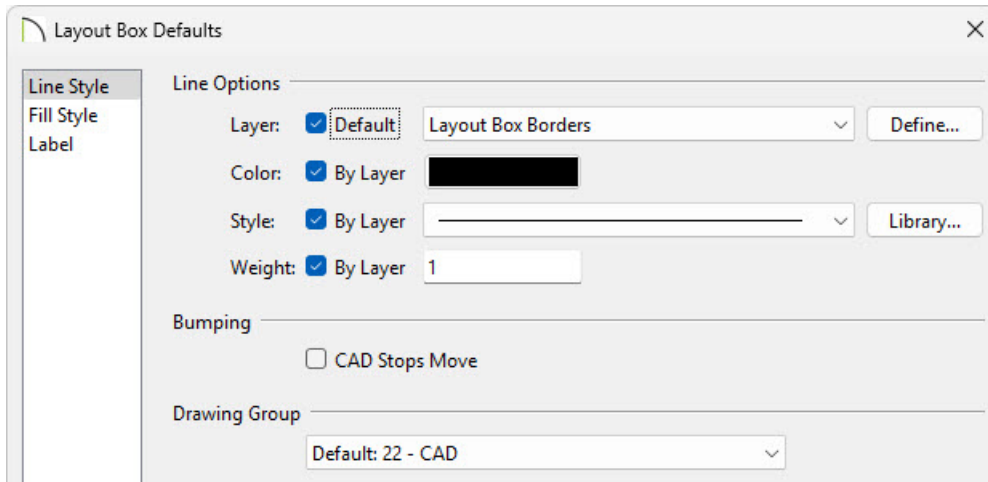 Layout Box Defaults
Line Style
Fill Style
Label
Line Options
Layer: Default Layout Box Borders Define...
Color: By Layer
Style: By Layer Library...
Weight: By Layer 1
Bumping
CAD Stops Move
Drawing Group
Default: 22 - CAD